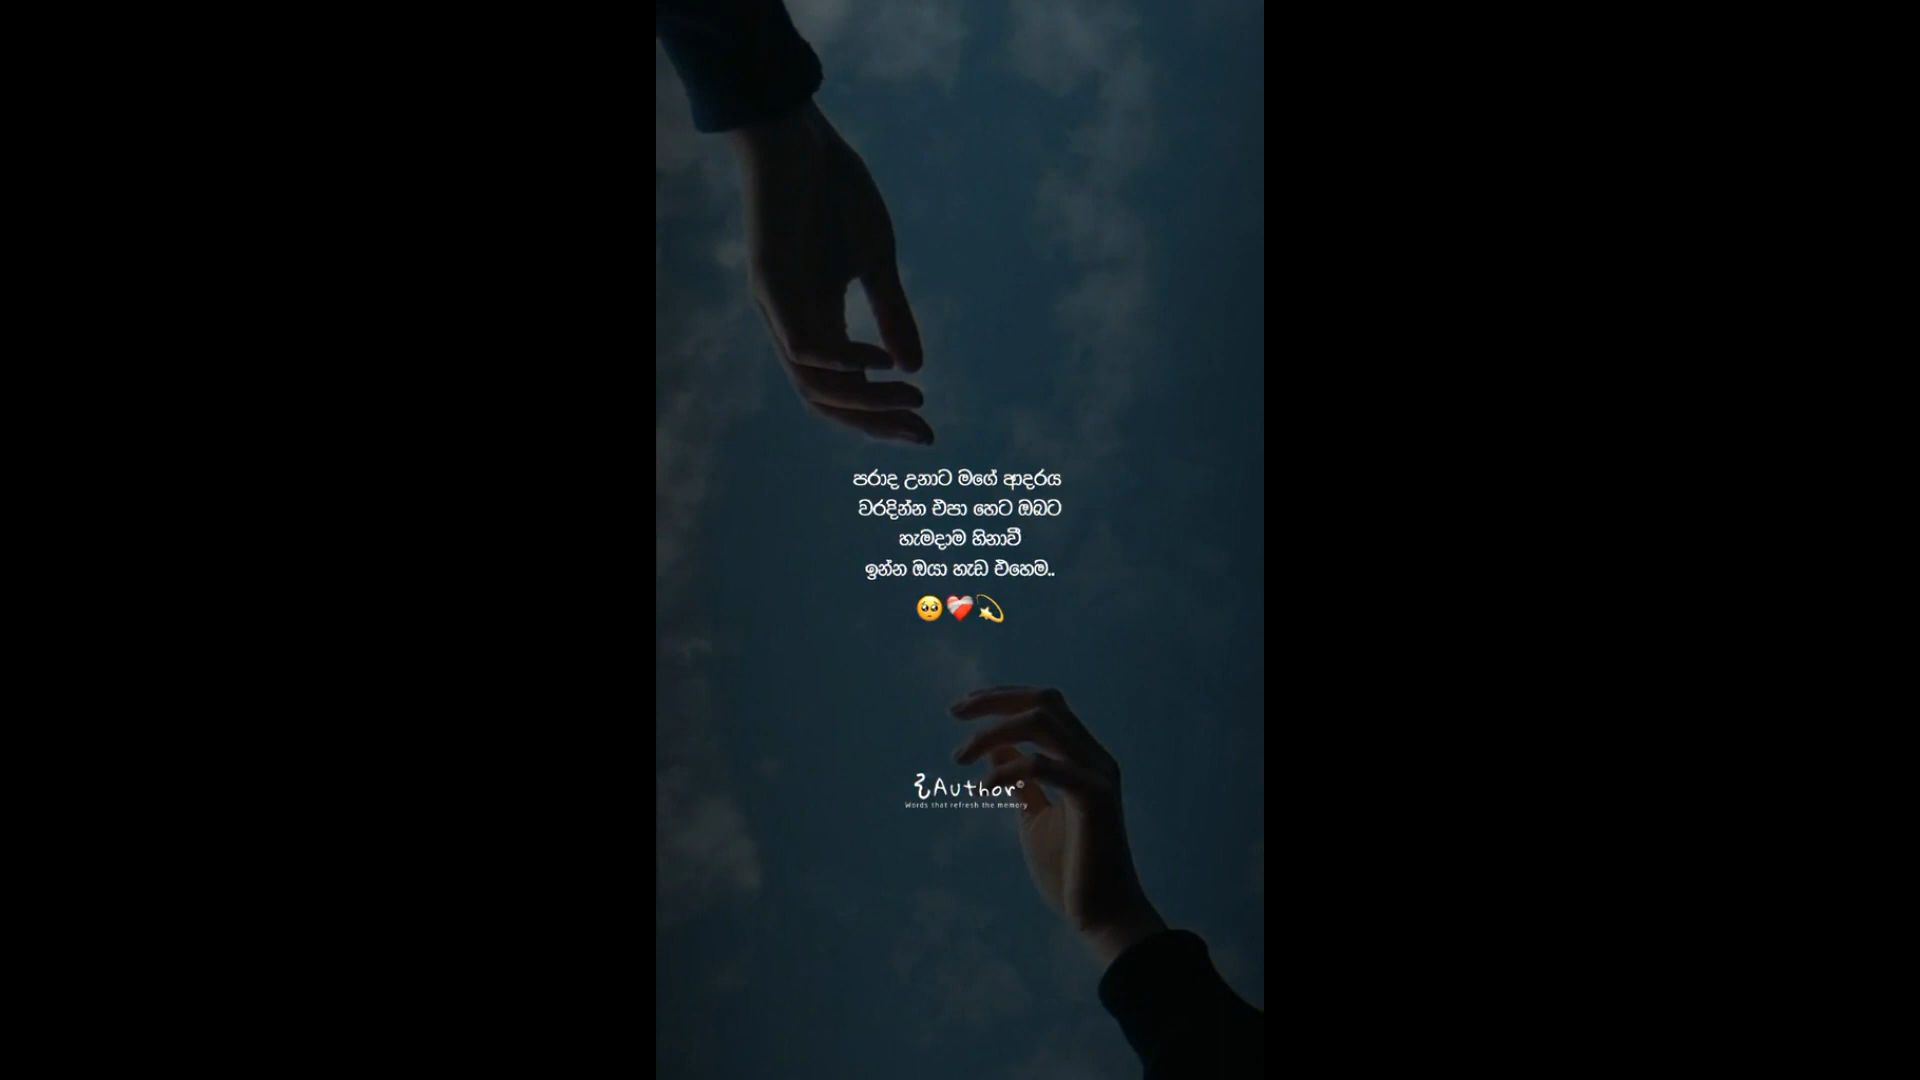 පරාද උනාට මගේ ආදරය
වරදින්න එපා හෙට ඔබට
හැමදාම හිනාවී
ඉන්න ඔයා හැඩ එහෙම..
🥺❤️‍🩹💫
Author©
Words that refresh the memory